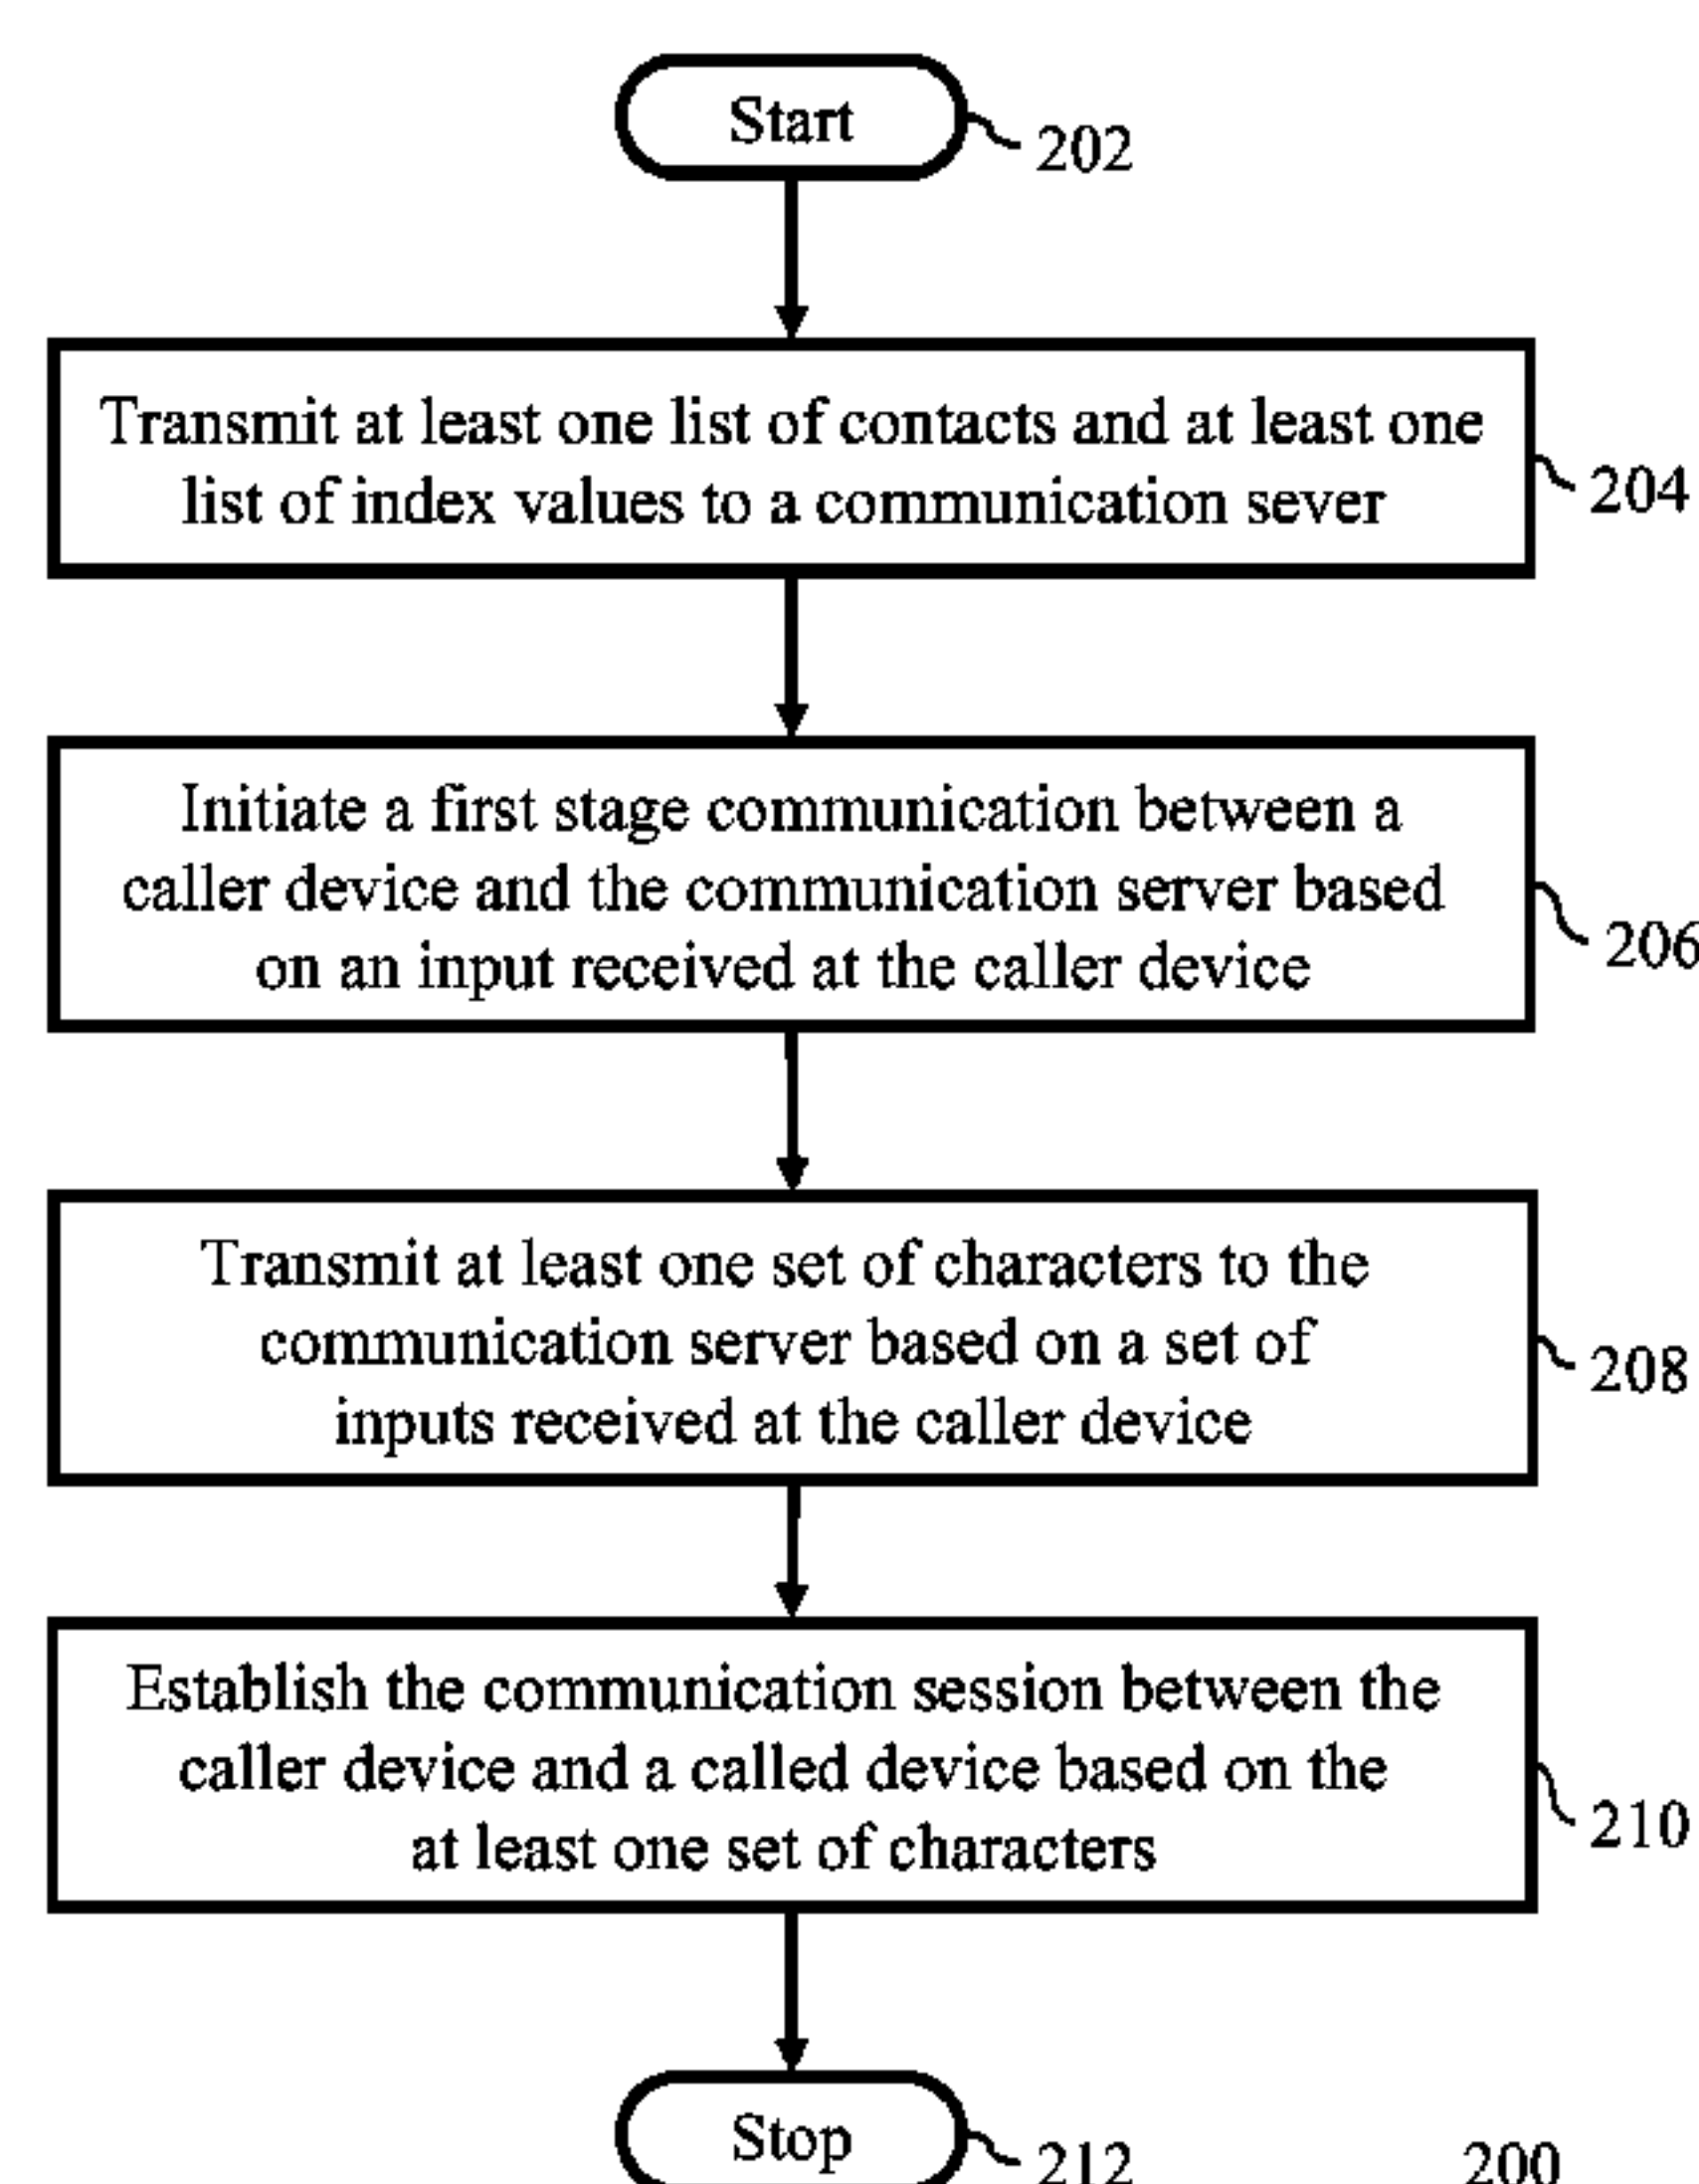 Start
202
Transmit at least one list of contacts and at least one
list of index values to a communication sever
204
Initiate a first stage communication between a
caller device and the communication server based
on an input received at the caller device
206
Transmit at least one set of characters to the
communication server based on a set of
inputs received at the caller device
208
Establish the communication session between the
caller device and a called device based on the
at least one set of characters
210
Stop
212
200